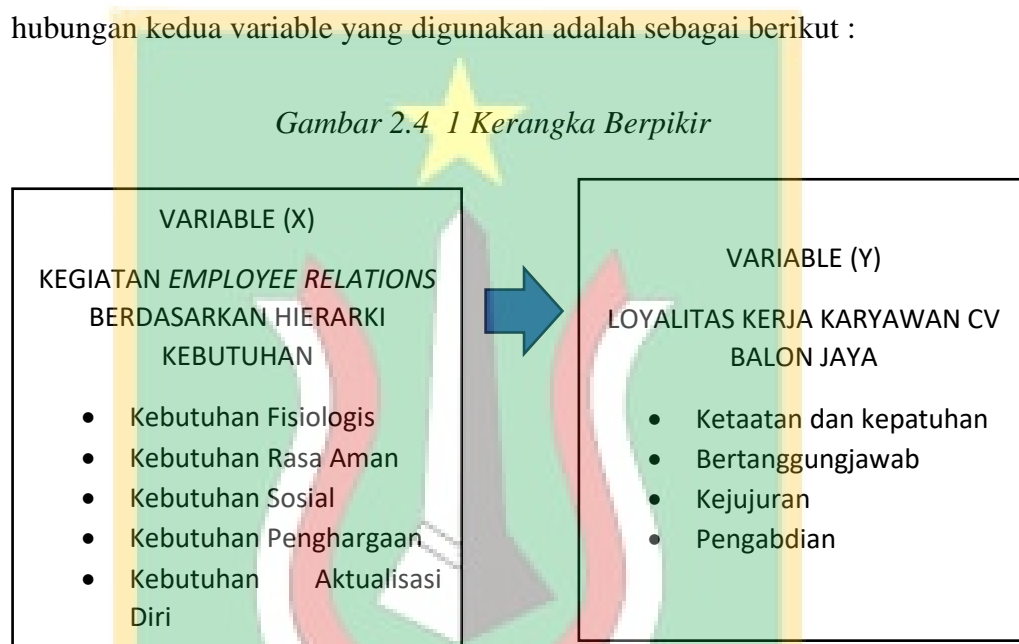 hubungan kedua variable yang digunakan adalah sebagai berikut :
Gambar 2.4 1 Kerangka Berpikir
VARIABLE (X)
KEGIATAN EMPLOYEE RELATIONS
BERDASARKAN HIERARKI
KEBUTUHAN
• Kebutuhan Fisiologis
• Kebutuhan Rasa Aman
• Kebutuhan Sosial
• Kebutuhan Penghargaan
• Kebutuhan Aktualisasi
Diri
VARIABLE (Y)
LOYALITAS KERJA KARYAWAN CV
BALON JAYA
• Ketaatan dan kepatuhan
• Bertanggungjawab
• Kejujuran
• Pengabdian